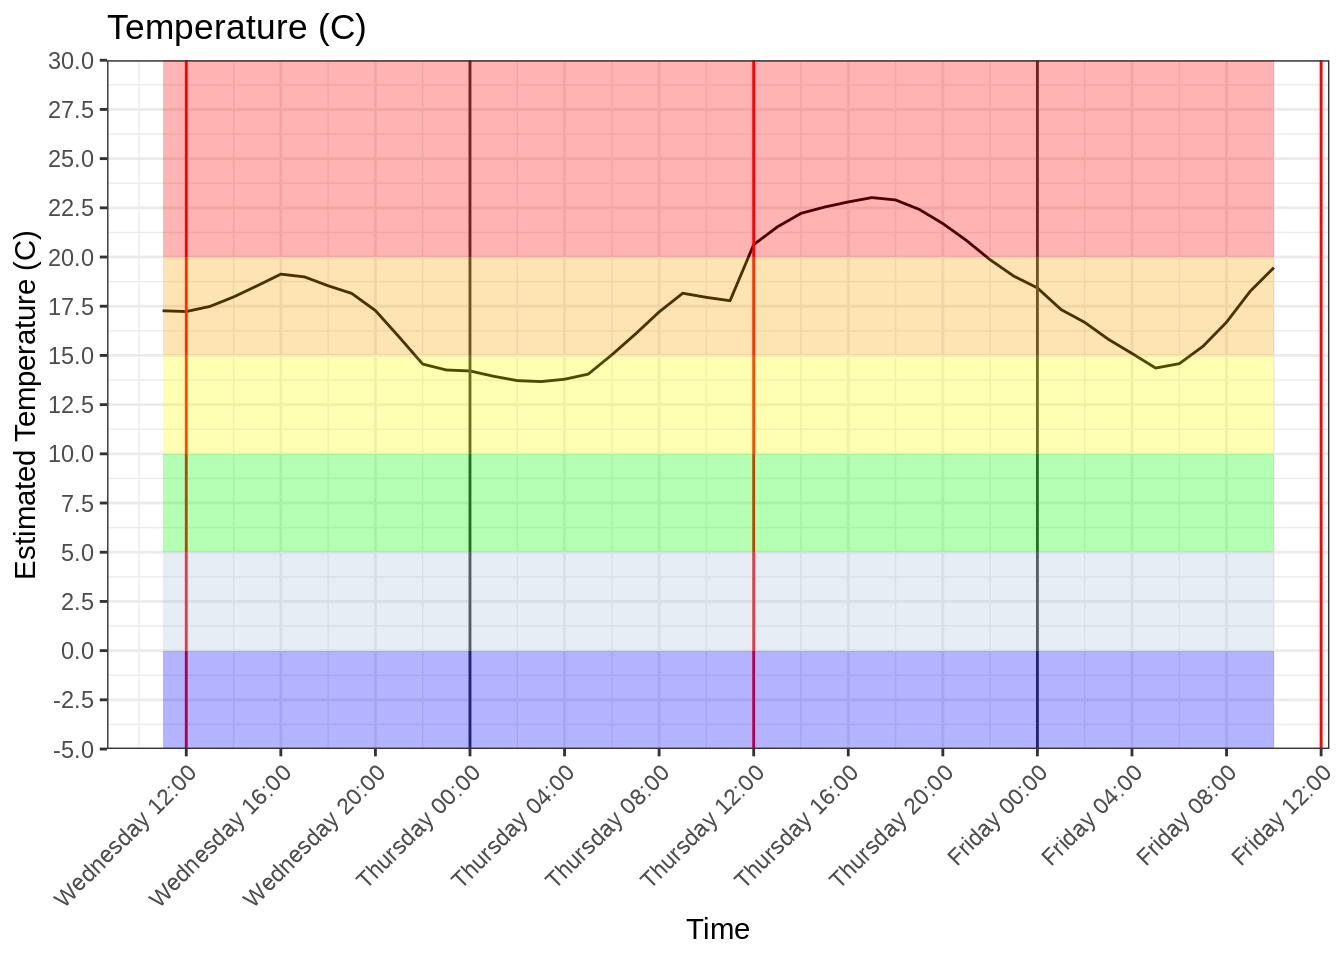 Temperature (C)
30.0
27.5
25.0
22.5
20.0
17.5
15.0
12.5
10.0
7.5
5.0
2.5
0.0
-2.5
-5.0
Estimated Temperature (C)
Wednesday 12:00
Wednesday 16:00
Wednesday 20:00
Thursday 00:00
Thursday 04:00
Thursday 08:00
Thursday 12:00
Thursday 16:00
Thursday 20:00
Friday 00:00
Friday 04:00
Friday 08:00
Friday 12:00
Time